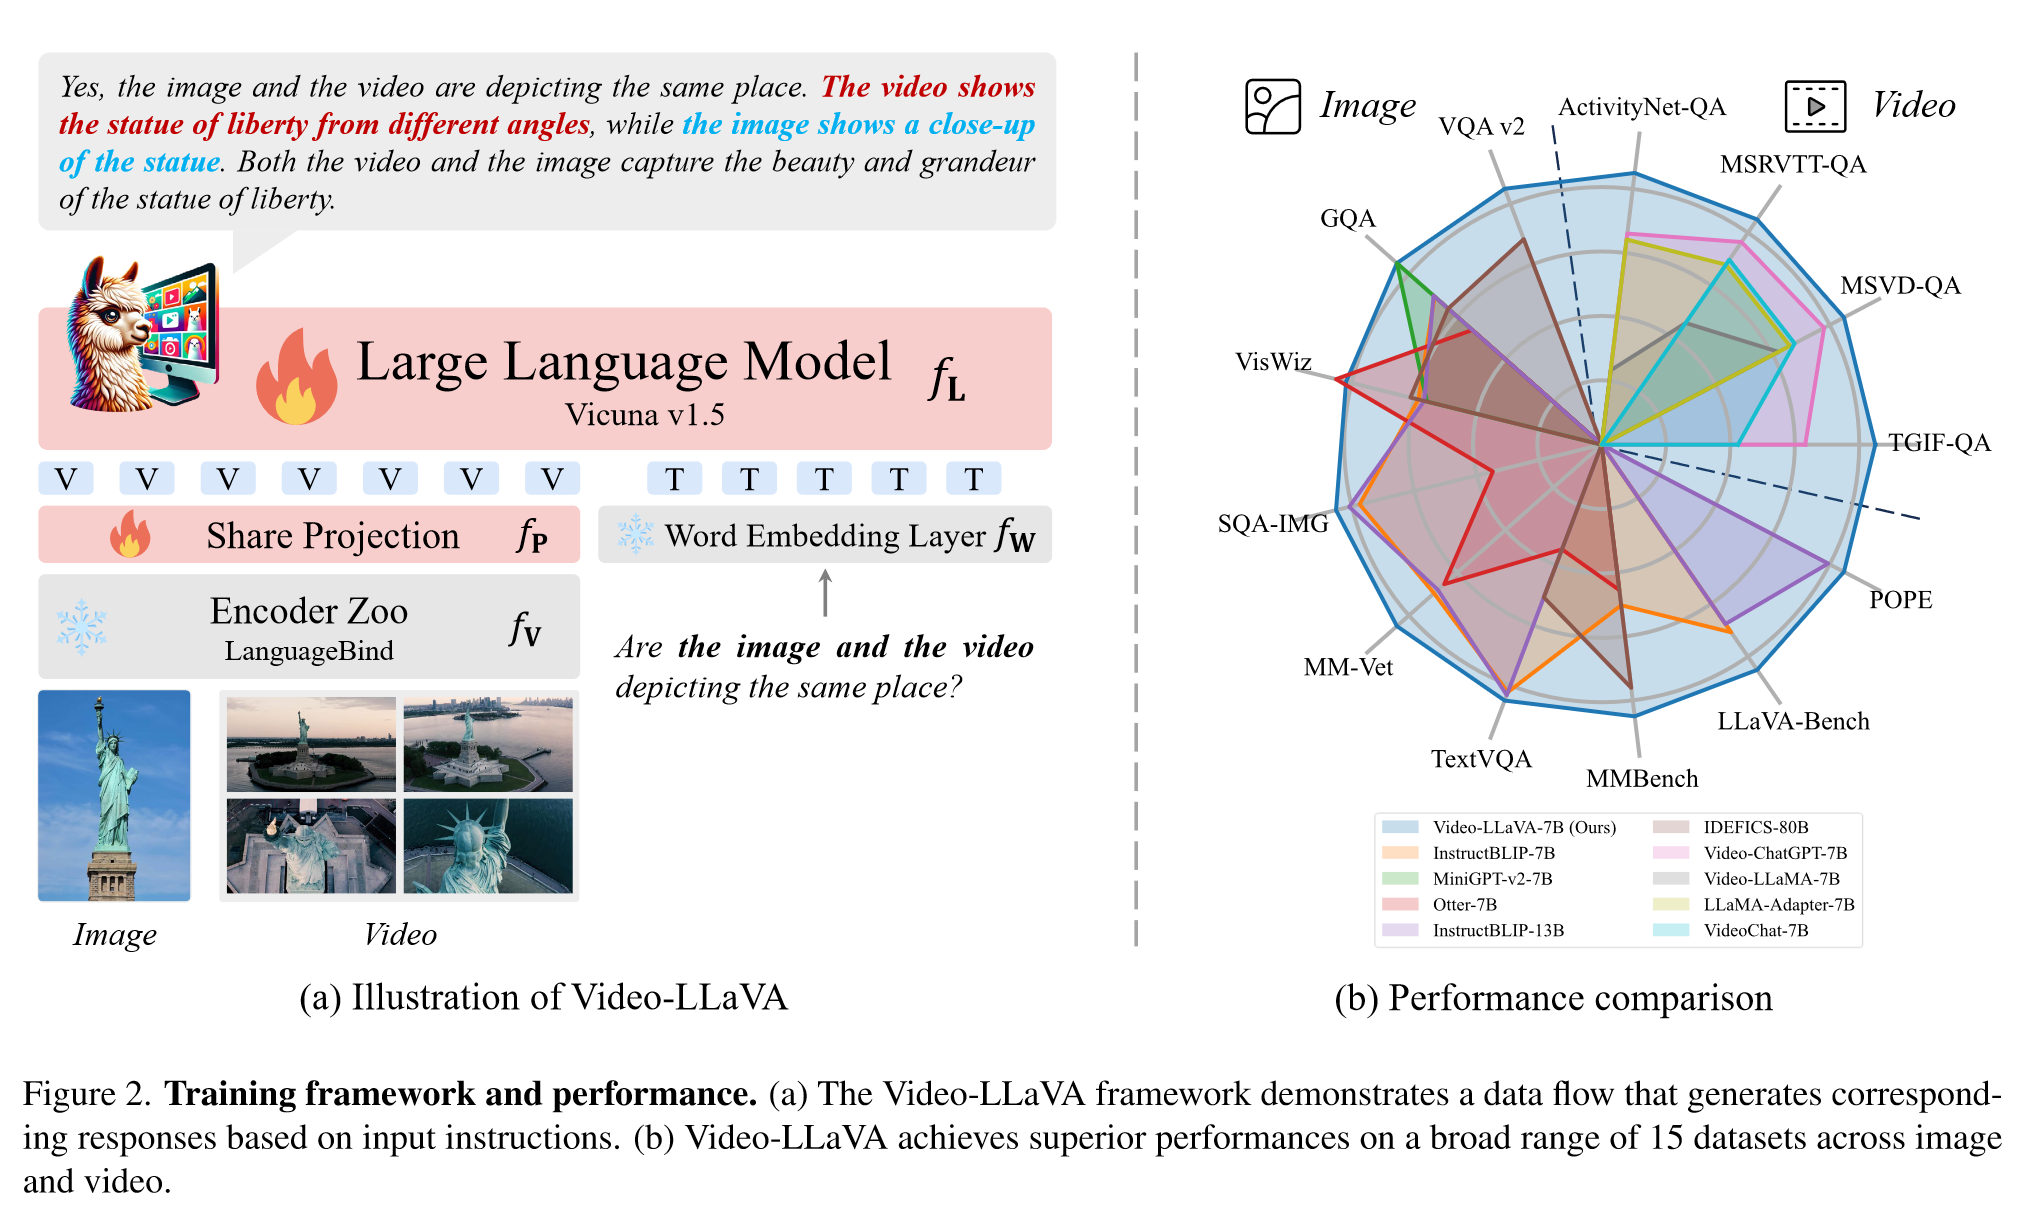 Yes, the image and the video are depicting the same place. The video shows
the statue of liberty from different angles, while the image shows a close-up
of the statue. Both the video and the image capture the beauty and grandeur
of the statue of liberty.
Large Language Model fL
Vicuna v1.5
V V V V V V V T T T T T
Share Projection fP
Word Embedding Layer fW
Encoder Zoo fV
LanguageBind
Are the image and the video
depicting the same place?
Image
Video
(a) Illustration of Video-LLaVA
Image
Video
ActivityNet-QA
VQA v2
MSRVTT-QA
GQA
MSVD-QA
VisWiz
TGIF-QA
SQA-IMG
POPE
MM-Vet
LLaVA-Bench
TextVQA
MMBench
Video-LLaVA-7B (Ours)
InstructBLIP-7B
MiniGPT-v2-7B
Otter-7B
InstructBLIP-13B
IDEFICS-80B
Video-ChatGPT-7B
Video-LLaMA-7B
LLaMA-Adapter-7B
VideoChat-7B
(b) Performance comparison
Figure 2. Training framework and performance. (a) The Video-LLaVA framework demonstrates a data flow that generates correspond-
ing responses based on input instructions. (b) Video-LLaVA achieves superior performances on a broad range of 15 datasets across image
and video.